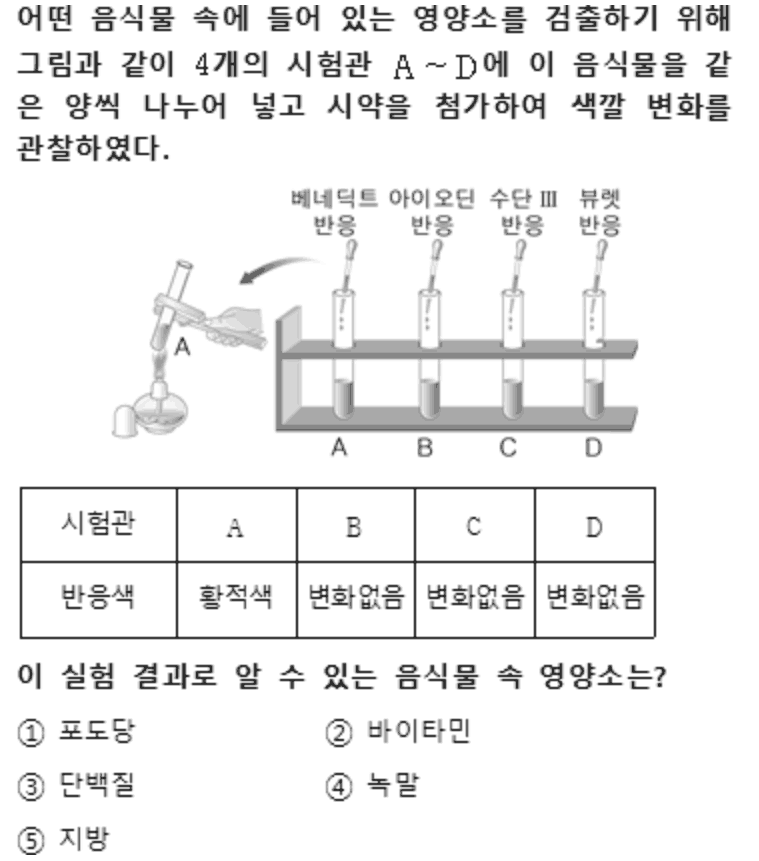 어떤 음식물 속에 들어 있는 영양소를 검출하기 위해
그림과 같이 4개의 시험관 A ~ D에 이 음식물을 같
은 양씩 나누어 넣고 시약을 첨가하여 색깔 변화를
관찰하였다.
베네딕트 아이오딘 수단 Ⅲ 뷰렛
반응 반응 반응 반응
A
A B C D
시험관 A B C D
반응색 황적색 변화없음 변화없음 변화없음
이 실험 결과로 알 수 있는 음식물 속 영양소는?
① 포도당 ② 바이타민
③ 단백질 ④ 녹말
⑤ 지방